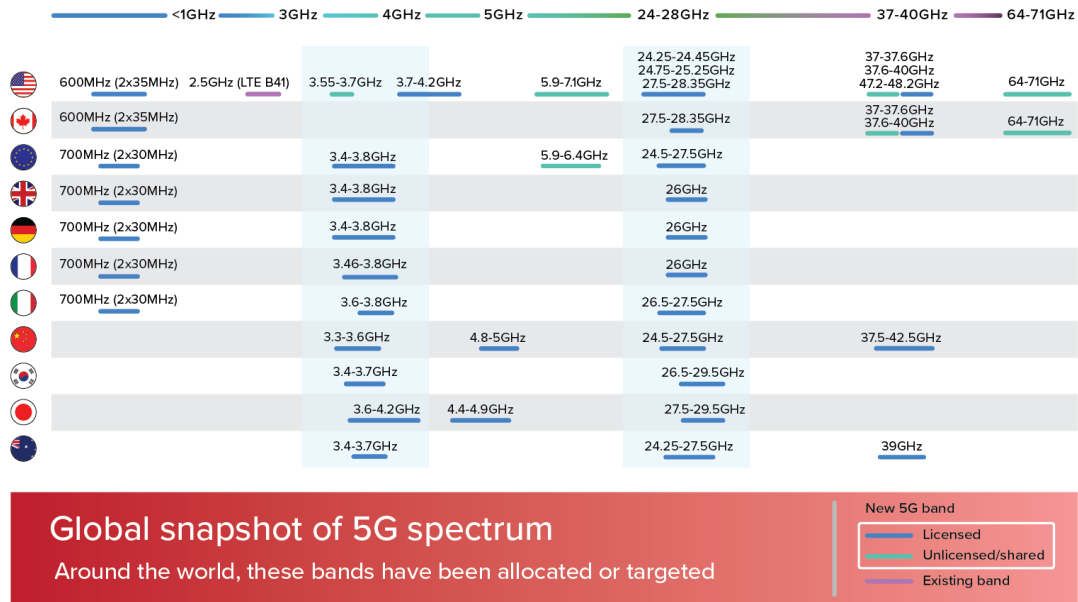 <1GHz 3GHz 4GHz 5GHz 24-28GHz 37-40GHz 64-71GHz
24.25-24.45GHz 37-37.6GHz
24.75-25.25GHz 37.6-40GHz
600MHz (2x35MHz) 2.5GHz (LTE B41) 3.55-3.7GHz 3.7-4.2GHz 5.9-7.1GHz 27.5-28.35GHz 47.2-48.2GHz 64-71GHz
37-37.6GHz
600MHz (2x35MHz) 27.5-28.35GHz 37.6-40GHz 64-71GHz
700MHz (2x30MHz) 3.4-3.8GHz 5.9-6.4GHz 24.5-27.5GHz
700MHz (2x30MHz) 3.4-3.8GHz 26GHz
700MHz (2x30MHz) 3.4-3.8GHz 26GHz
700MHz (2x30MHz) 3.46-3.8GHz 26GHz
700MHz (2x30MHz) 3.6-3.8GHz 26.5-27.5GHz
3.3-3.6GHz 4.8-5GHz 24.5-27.5GHz 37.5-42.5GHz
3.4-3.7GHz 26.5-29.5GHz
3.6-4.2GHz 4.4-4.9GHz 27.5-29.5GHz
3.4-3.7GHz 24.25-27.5GHz 39GHz
Global snapshot of 5G spectrum
Around the world, these bands have been allocated or targeted
New 5G band
Licensed
Unlicensed/shared
Existing band